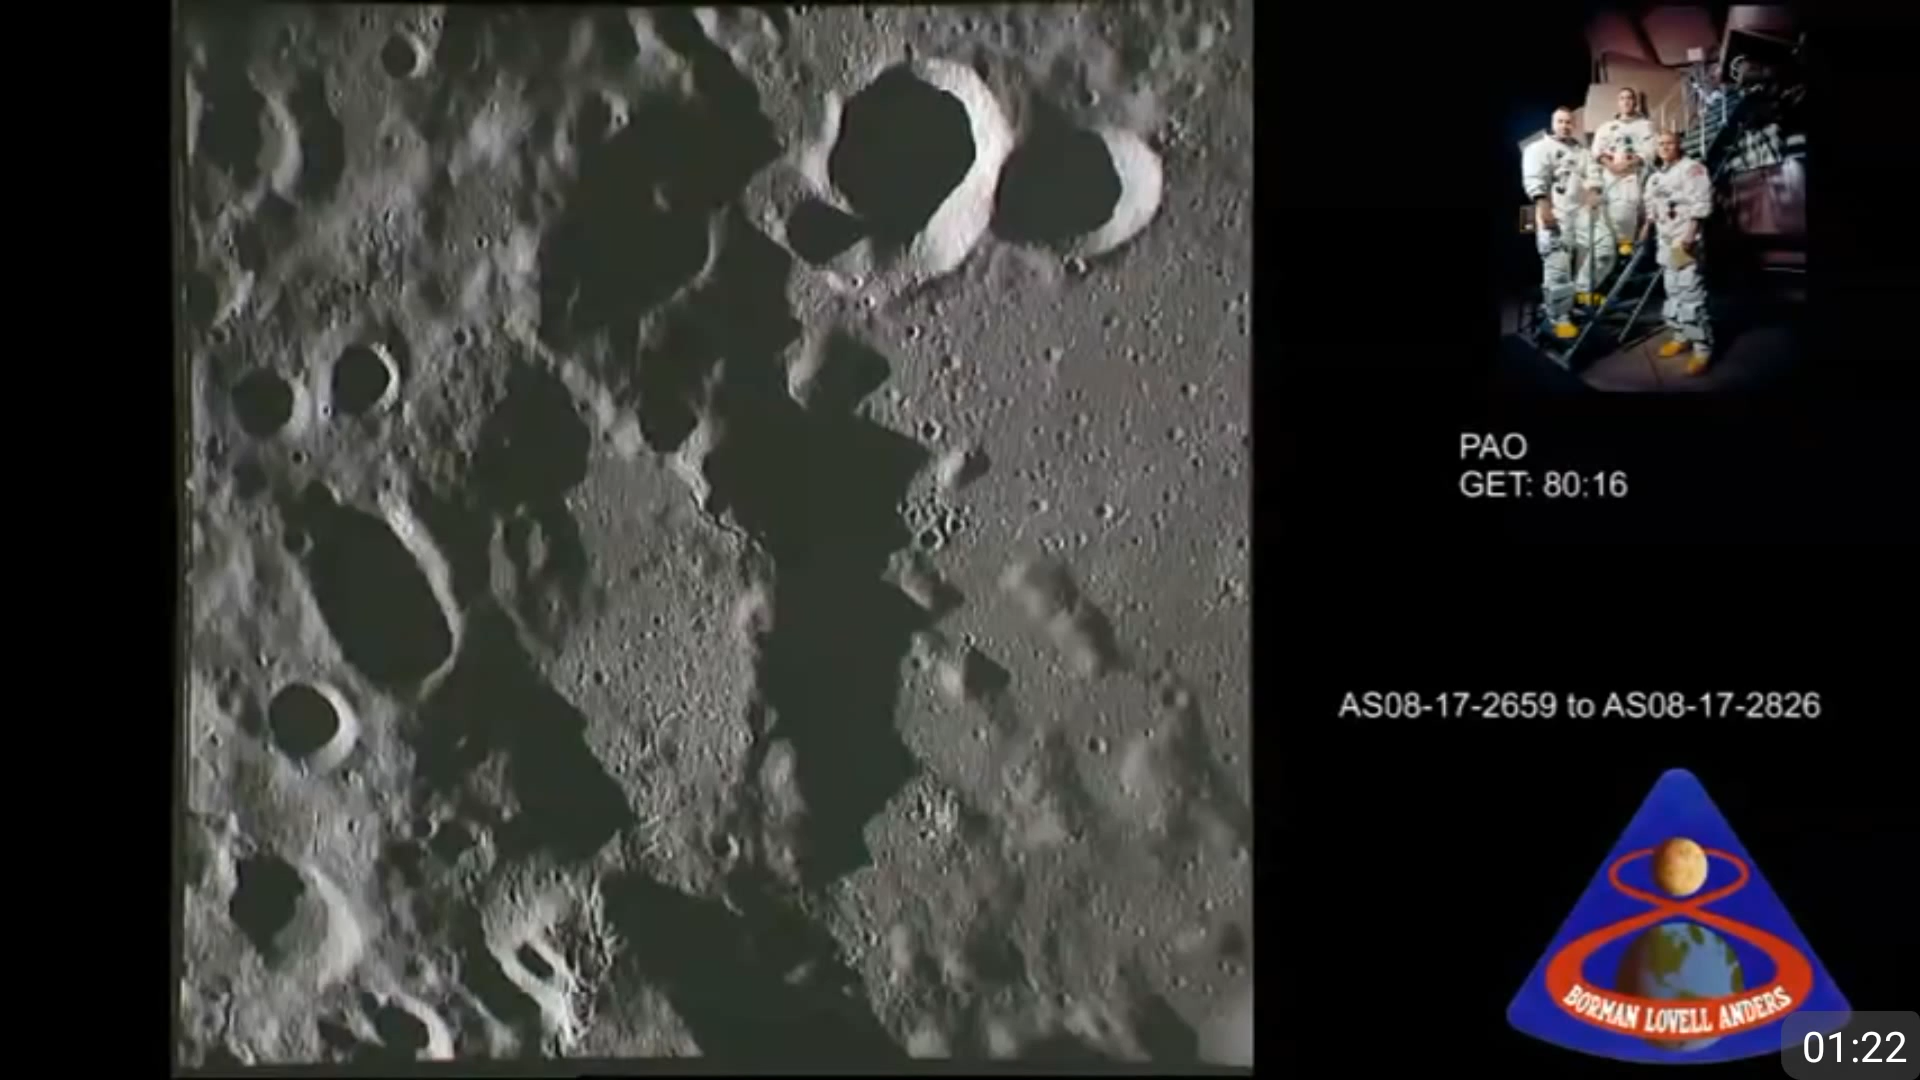 PAO
GET: 80:16
AS08-17-2659 to AS08-17-2826
BORMAN LOVELL ANDERS
01:22